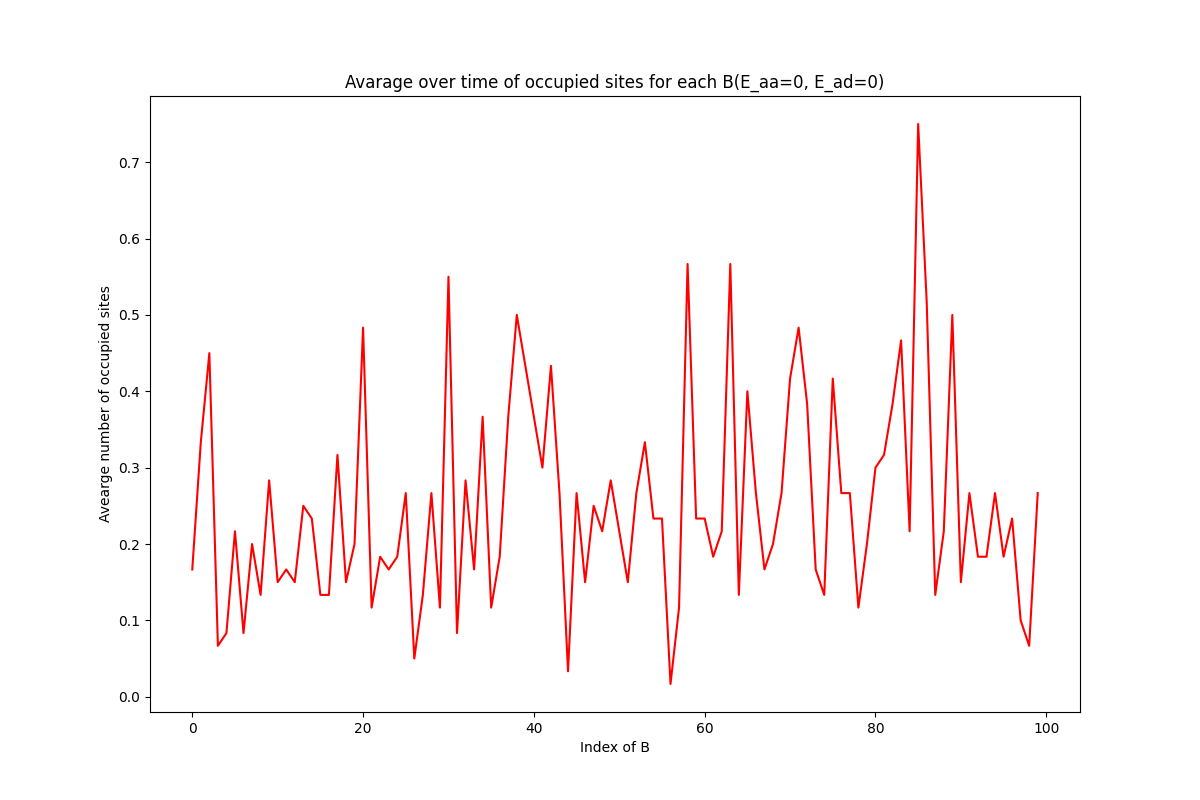 Avarage over time of occupied sites for each B(E_aa=0, E_ad=0)
Avearge number of occupied sites
0.7
0.6
0.5
0.4
0.3
0.2
0.1
0.0
0 20 40 60 80 100
Index of B